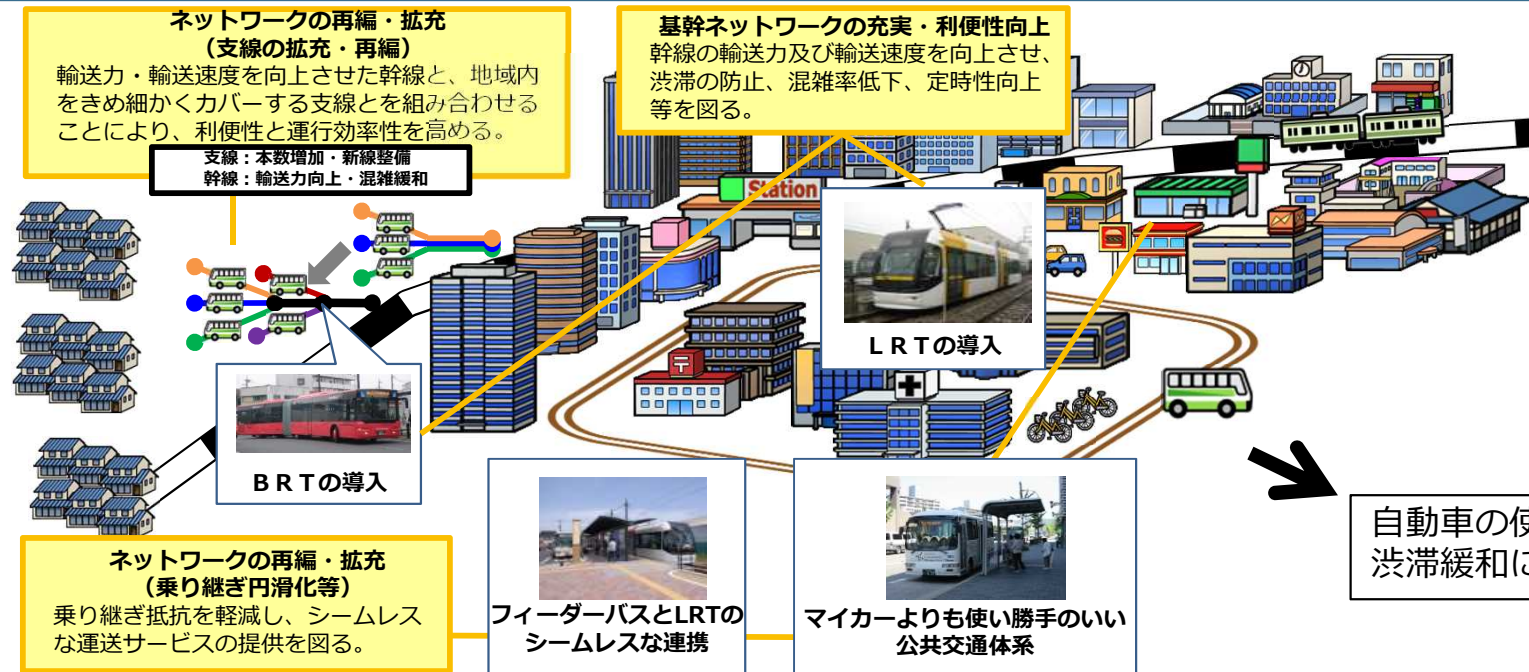 ネットワークの再編・拡充
（支線の拡充・再編）
輸送力・輸送速度を向上させた幹線と、地域内
をきめ細かくカバーする支線とを組み合わせる
ことにより、利便性と運行効率性を高める。
支線：本数増加・新線整備
幹線：輸送力向上・混雑緩和
基幹ネットワークの充実・利便性向上
幹線の輸送力及び輸送速度を向上させ、
渋滞の防止、混雑率低下、定時性向上
等を図る。
Station
ＬＲＴの導入
ＢＲＴの導入
ネットワークの再編・拡充
（乗り継ぎ円滑化等）
乗り継ぎ抵抗を軽減し、シームレス
な運送サービスの提供を図る。
フィーダーバスとLRTの
シームレスな連携
マイカーよりも使い勝手のいい
公共交通体系
自動車の使
渋滞緩和に